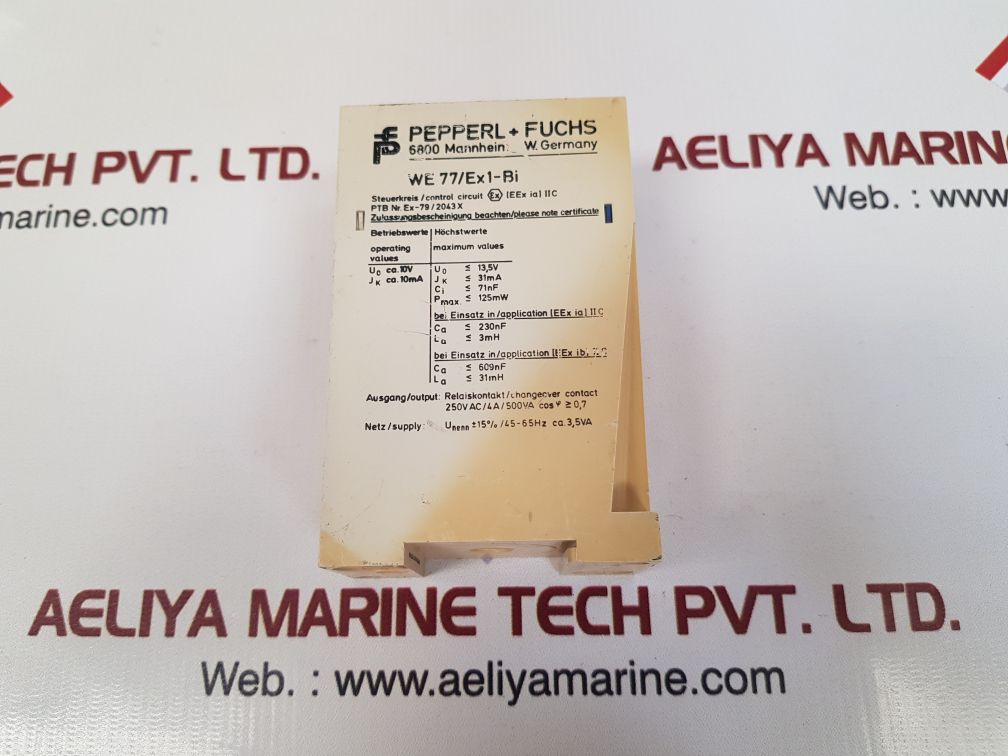 TECH PVT. LTD.
marine.com
AELIYA MARIN
Web. : www.
PEPPERL + FUCHS
6800 Mannheim W. Germany
WE 77/Ex1-Bi
Steuerkreis / control circuit Ex [EEx ia] IIC
PTB Nr. Ex-79 / 2043 X
Zulassungsbescheinigung beachten/please note certificate
Betriebswerte Höchstwerte
operating values maximum values
U₀ ca. 10V U₀ ≤ 13,5V
JK ca. 10mA JK ≤ 31mA
Ci ≤ 71nF
Pmax. ≤ 125mW
bei Einsatz in/application [EEx ia] IIC
Ca ≤ 230nF
La ≤ 3mH
bei Einsatz in/application [EEx ib]
Ca ≤ 609nF
La ≤ 31mH
Ausgang/output: Relaiskontakt/changeover contact
250V AC/4A/500VA cos φ ≥ 0,7
Netz/supply: Unenn ±15%/45-65Hz ca. 3,5VA
AELIYA MARINE TECH PVT. LTD.
Web. : www.aeliyamarine.com